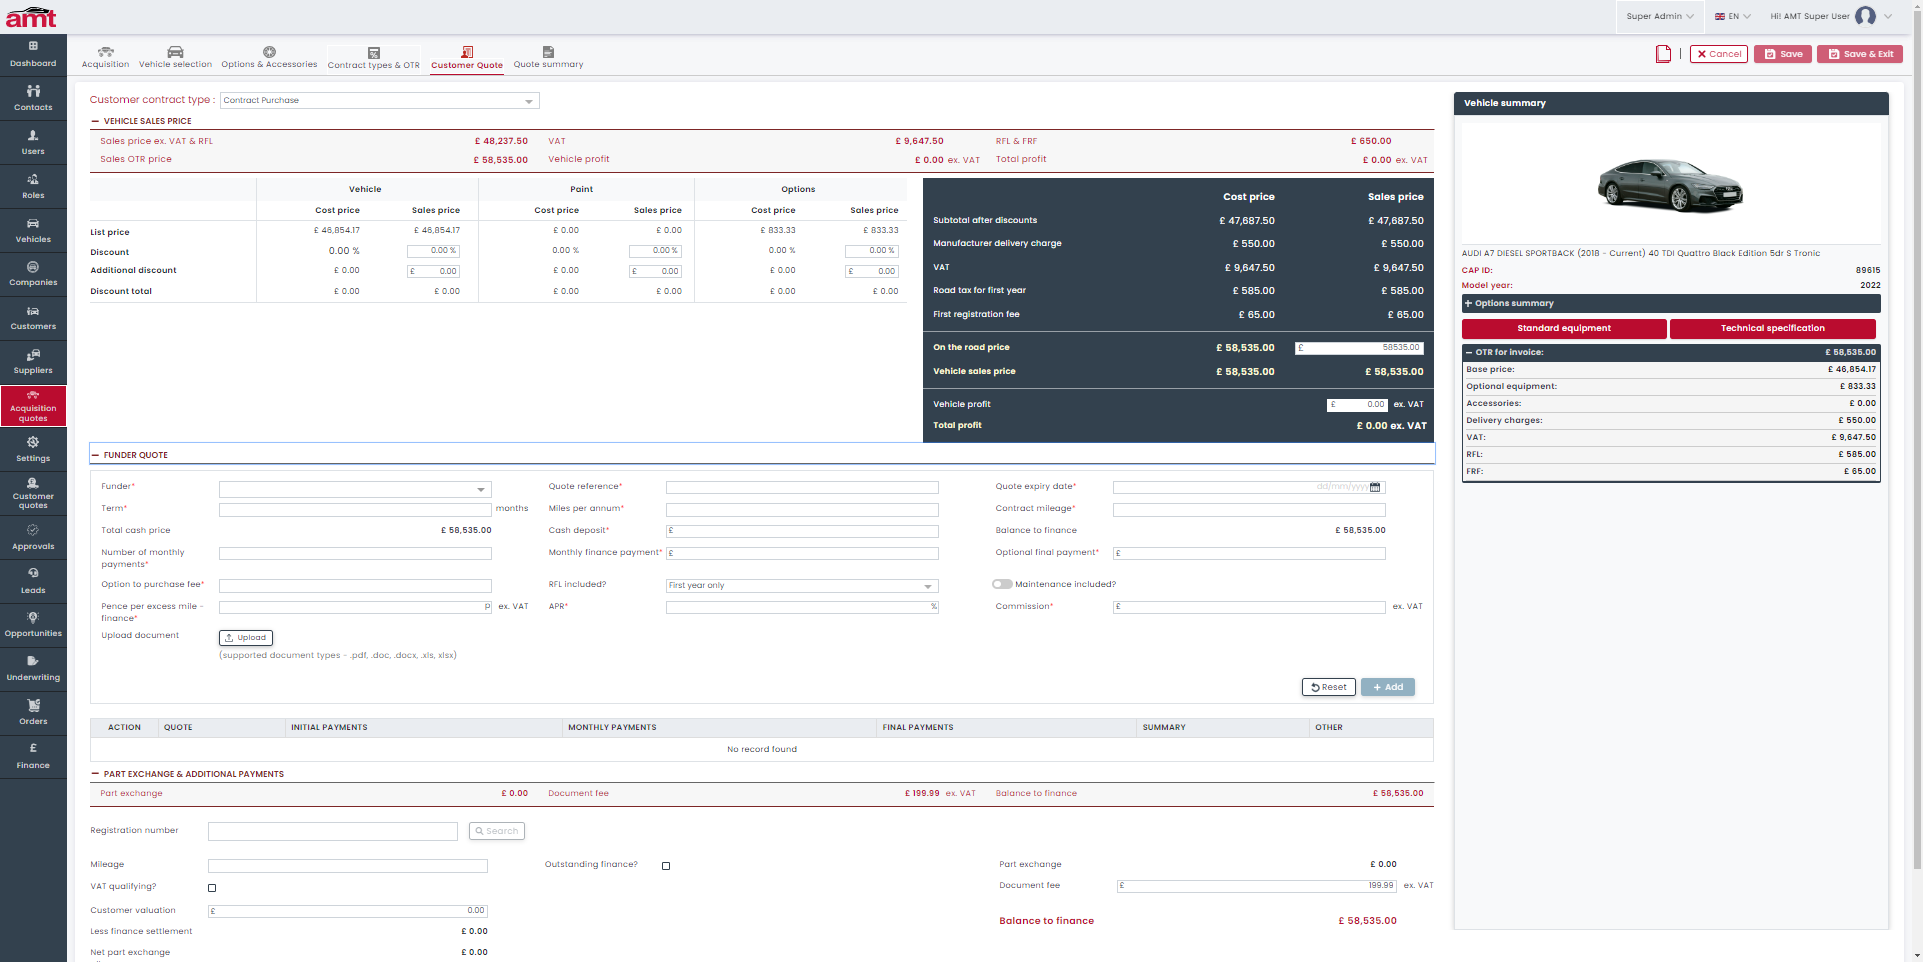 amt
Super Admin
EN
Hi! AMT Super User
Dashboard
Contacts
Users
Roles
Vehicles
Companies
Customers
Suppliers
Acquisition quotes
Settings
Customer quotes
Approvals
Leads
Opportunities
Underwriting
Orders
Finance
Acquisition Vehicle selection Options & Accessories Contract types & OTR Customer Quote Quote summary
Cancel Save Save & Exit
Customer contract type : Contract Purchase
VEHICLE SALES PRICE
Sales price ex. VAT & RFL £ 48,237.50 VAT £ 9,647.50 RFL & FRF £ 650.00
Sales OTR price £ 58,535.00 Vehicle profit £ 0.00 ex. VAT Total profit £ 0.00 ex. VAT
Vehicle Paint Options
Cost price Sales price Cost price Sales price Cost price Sales price
List price £ 46,854.17 £ 46,854.17 £ 0.00 £ 0.00 £ 833.33 £ 833.33
Discount 0.00 % 0.00 % 0.00 % 0.00 % 0.00 % 0.00 %
Additional discount £ 0.00 £ 0.00 £ 0.00 £ 0.00 £ 0.00 £ 0.00
Discount total £ 0.00 £ 0.00 £ 0.00 £ 0.00 £ 0.00 £ 0.00
Cost price Sales price
Subtotal after discounts £ 47,687.50 £ 47,687.50
Manufacturer delivery charge £ 550.00 £ 550.00
VAT £ 9,647.50 £ 9,647.50
Road tax for first year £ 585.00 £ 585.00
First registration fee £ 65.00 £ 65.00
On the road price £ 58,535.00 £ 58535.00
Vehicle sales price £ 58,535.00 £ 58,535.00
Vehicle profit £ 0.00 ex. VAT
Total profit £ 0.00 ex. VAT
FUNDER QUOTE
Funder* Quote reference* Quote expiry date* dd/mm/yyyy
Term* months Miles per annum* Contract mileage*
Total cash price £ 58,535.00 Cash deposit* £ Balance to finance £ 58,535.00
Number of monthly payments* Monthly finance payment* £ Optional final payment* £
Option to purchase fee* RFL included? First year only Maintenance included?
Pence per excess mile - finance* P ex. VAT APR* % Commission* £ ex. VAT
Upload document Upload
(supported document types - .pdf, .doc, .docx, .xls, xlsx)
Reset + Add
ACTION QUOTE INITIAL PAYMENTS MONTHLY PAYMENTS FINAL PAYMENTS SUMMARY OTHER
No record found
PART EXCHANGE & ADDITIONAL PAYMENTS
Part exchange £ 0.00 Document fee £ 199.99 ex. VAT Balance to finance £ 58,535.00
Registration number Search
Mileage Outstanding finance? Part exchange £ 0.00
VAT qualifying? Document fee £ 199.99 ex. VAT
Customer valuation £ 0.00
Balance to finance £ 58,535.00
Less finance settlement £ 0.00
Net part exchange £ 0.00
Vehicle summary
AUDI A7 DIESEL SPORTBACK (2018 - Current) 40 TDI Quattro Black Edition 5dr S Tronic
CAP ID: 89615
Model year: 2022
+ Options summary
Standard equipment Technical specification
OTR for invoice: £ 58,535.00
Base price: £ 46,854.17
Optional equipment: £ 833.33
Accessories: £ 0.00
Delivery charges: £ 550.00
VAT: £ 9,647.50
RFL: £ 585.00
FRF: £ 65.00